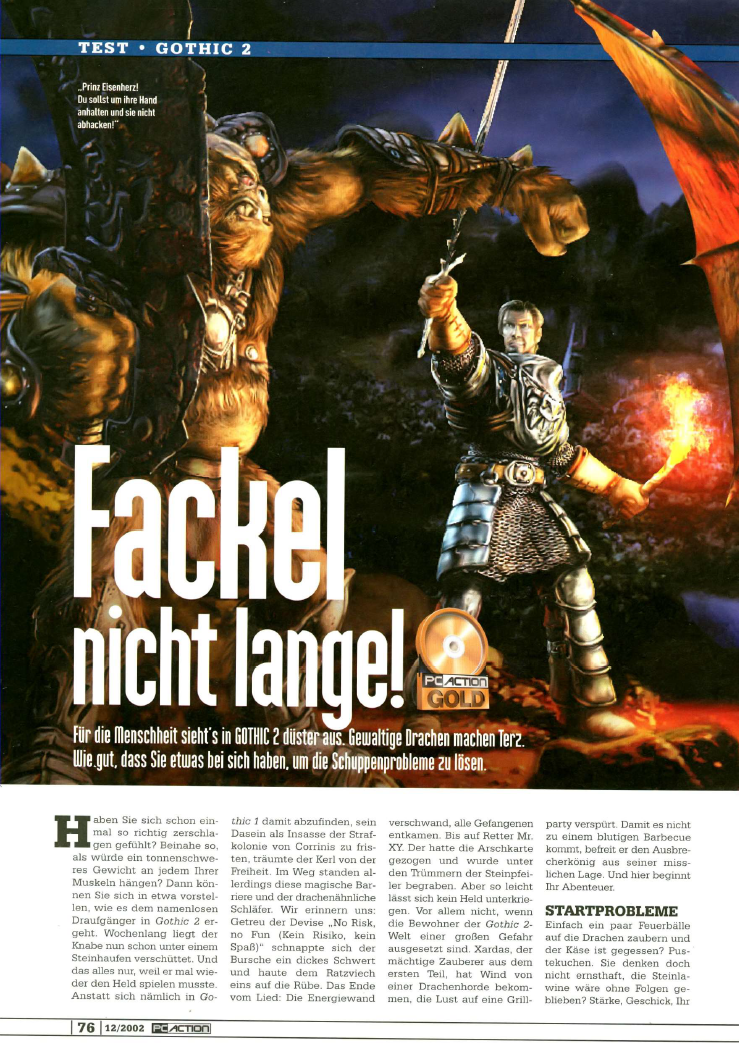 TEST • GOTHIC 2
„Prinz Eisenherz!
Du sollst um ihre Hand
anhalten und sie nicht
abhacken!“
Fackel
nicht lange!
PC ACTION
GOLD
Für die Menschheit sieht's in GOTHIC 2 düster aus. Gewaltige Drachen machen Terz.
Wie gut, dass Sie etwas bei sich haben, um die Schuppenprobleme zu lösen.
Haben Sie sich schon ein-
mal so richtig zerschla-
gen gefühlt? Beinahe so,
als würde ein tonnenschwe-
res Gewicht an jedem Ihrer
Muskeln hängen? Dann kön-
nen Sie sich in etwa vorstel-
len, wie es dem namenlosen
Draufgänger in Gothic 2 er-
geht. Wochenlang liegt der
Knabe nun schon unter einem
Steinhaufen verschüttet. Und
das alles nur, weil er mal wie-
der den Held spielen musste.
Anstatt sich nämlich in Go-
thic 1 damit abzufinden, sein
Dasein als Insasse der Straf-
kolonie von Corrinis zu fris-
ten, träumte der Kerl von der
Freiheit. Im Weg standen al-
lerdings diese magische Bar-
riere und der drachenähnliche
Schläfer. Wir erinnern uns:
Getreu der Devise „No Risk,
no Fun (Kein Risiko, kein
Spaß)“ schnappte sich der
Bursche ein dickes Schwert
und haute dem Ratzviech
eins auf die Rübe. Das Ende
vom Lied: Die Energiewand
verschwand, alle Gefangenen
entkamen. Bis auf Retter Mr.
XY. Der hatte die Arschkarte
gezogen und wurde unter
den Trümmern der Steinpfei-
ler begraben. Aber so leicht
lässt sich kein Held unterkrie-
gen. Vor allem nicht, wenn
die Bewohner der Gothic 2-
Welt einer großen Gefahr
ausgesetzt sind. Xardas, der
mächtige Zauberer aus dem
ersten Teil, hat Wind von
einer Drachenhorde bekom-
men, die Lust auf eine Grill-
party verspürt. Damit es nicht
zu einem blutigen Barbecue
kommt, befreit er den Ausbre-
cherkönig aus seiner miss-
lichen Lage. Und hier beginnt
Ihr Abenteuer.
STARTPROBLEME
Einfach ein paar Feuerbälle
auf die Drachen zaubern und
der Käse ist gegessen? Pus-
tekuchen. Sie denken doch
nicht ernsthaft, die Steinla-
wine wäre ohne Folgen ge-
blieben? Stärke, Geschick, Ihr
76 12/2002 PC ACTION